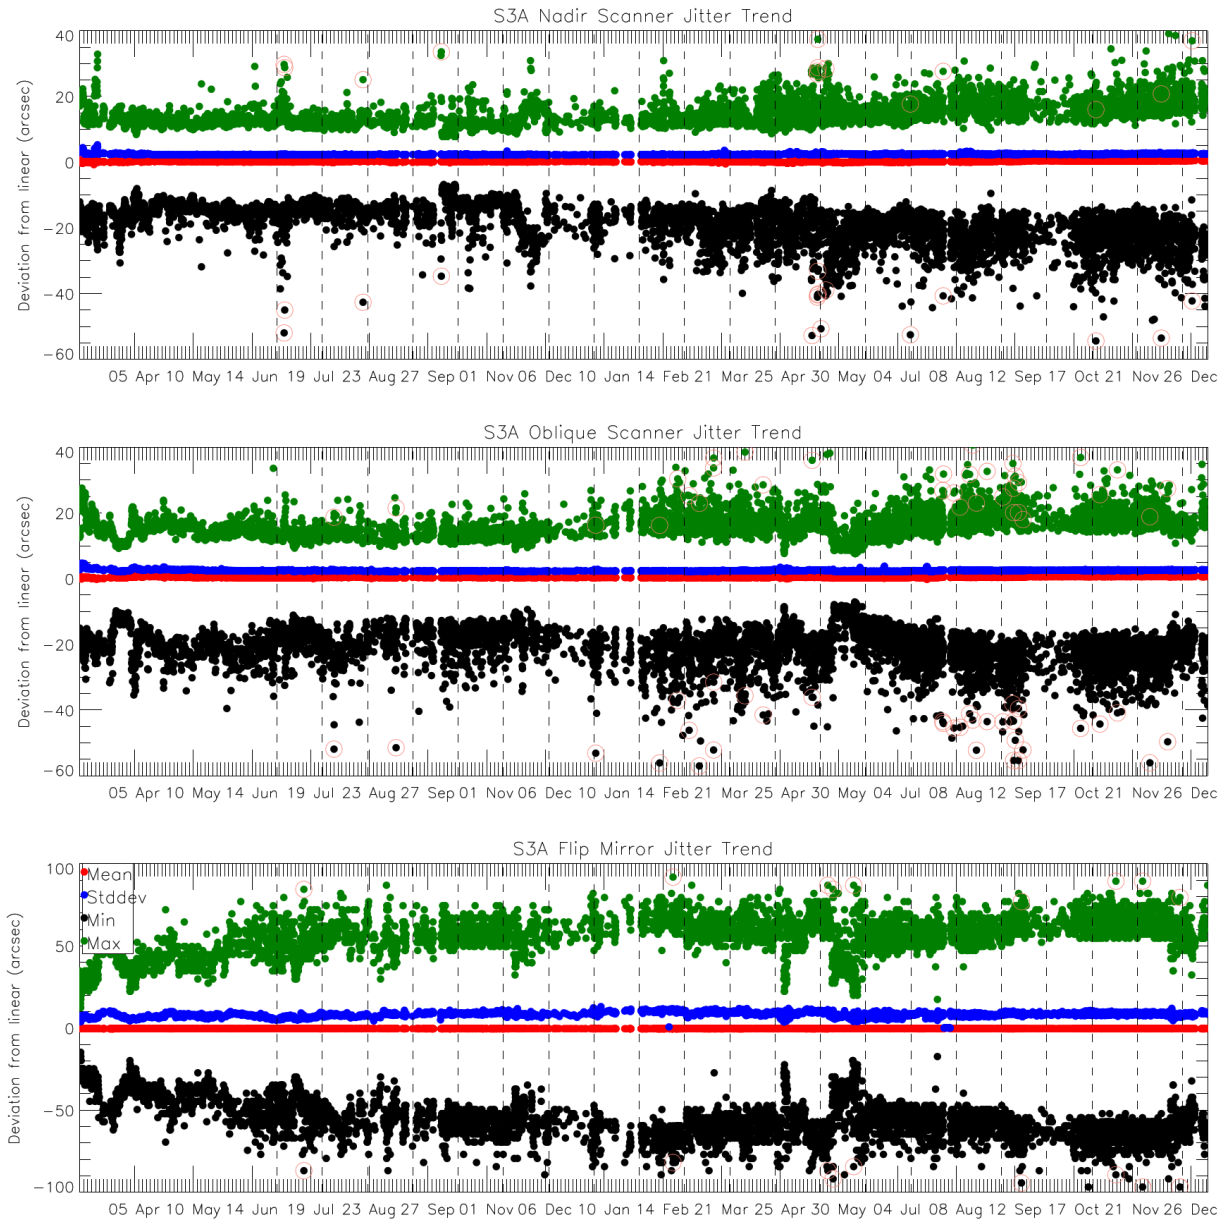 S3A Nadir Scanner Jitter Trend
Deviation from linear (arcsec)
40
20
0
-20
-40
-60
05 Apr 10 May 14 Jun 19 Jul 23 Aug 27 Sep 01 Nov 06 Dec 10 Jan 14 Feb 21 Mar 25 Apr 30 May 04 Jul 08 Aug 12 Sep 17 Oct 21 Nov 26 Dec
S3A Oblique Scanner Jitter Trend
Deviation from linear (arcsec)
40
20
0
-20
-40
-60
05 Apr 10 May 14 Jun 19 Jul 23 Aug 27 Sep 01 Nov 06 Dec 10 Jan 14 Feb 21 Mar 25 Apr 30 May 04 Jul 08 Aug 12 Sep 17 Oct 21 Nov 26 Dec
S3A Flip Mirror Jitter Trend
Deviation from linear (arcsec)
100
50
0
-50
-100
Mean
Stddev
Min
Max
05 Apr 10 May 14 Jun 19 Jul 23 Aug 27 Sep 01 Nov 06 Dec 10 Jan 14 Feb 21 Mar 25 Apr 30 May 04 Jul 08 Aug 12 Sep 17 Oct 21 Nov 26 Dec